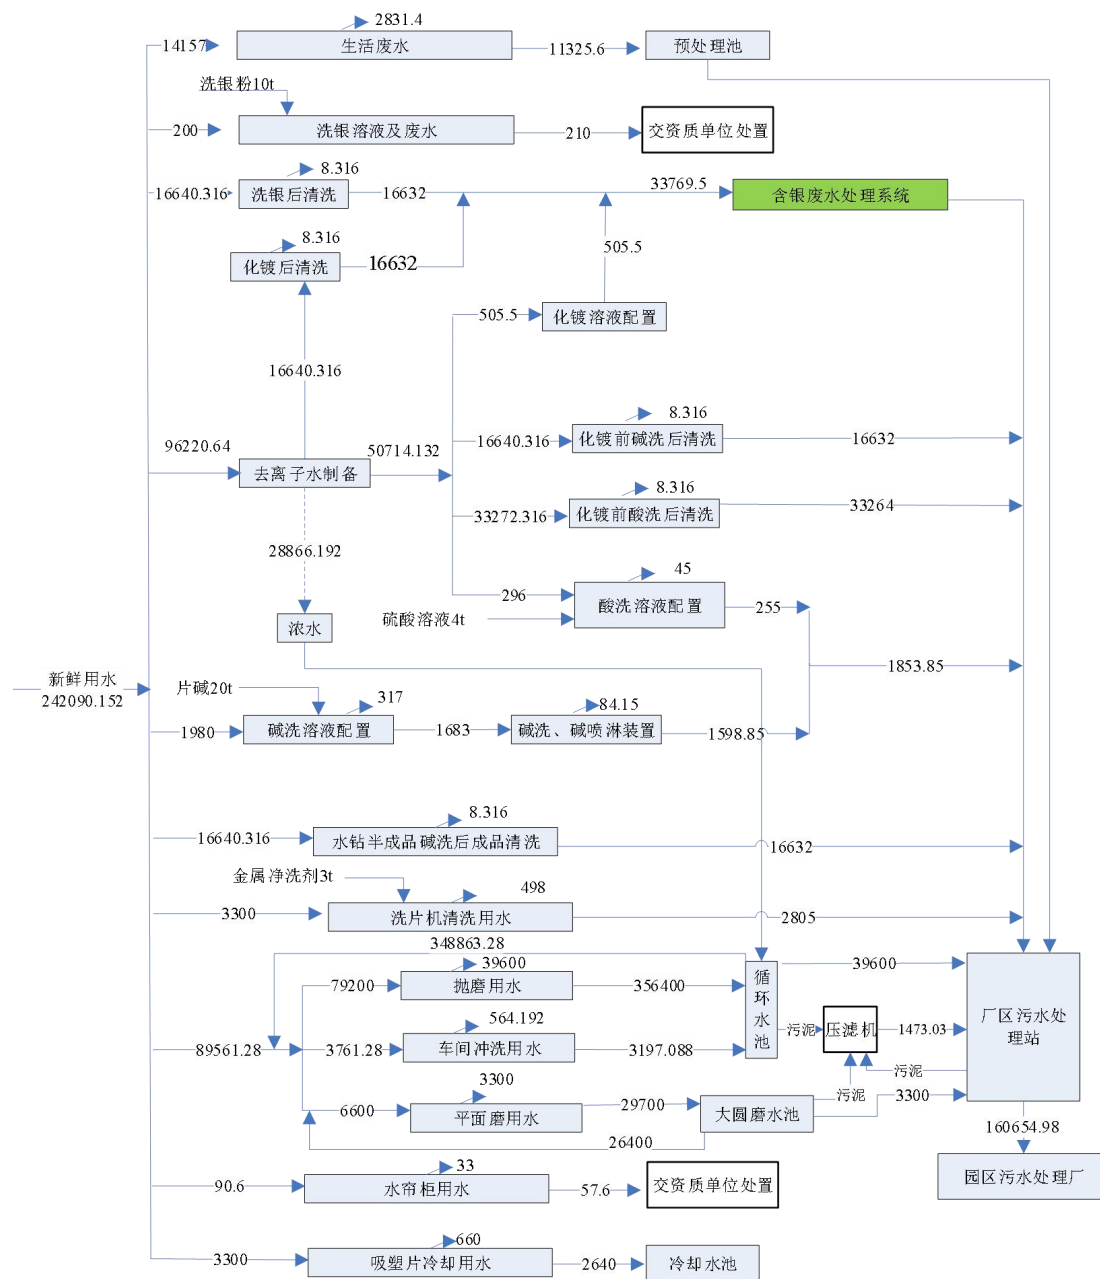 2831.4
14157
生活废水
11325.6
预处理池
洗银粉10t
200
洗银溶液及废水
210
交资质单位处置
8.316
16640.316
洗银后清洗
16632
33769.5
含银废水处理系统
8.316
化镀后清洗
16632
505.5
505.5
化镀溶液配置
16640.316
8.316
16640.316
化镀前碱洗后清洗
16632
96220.64
去离子水制备
50714.132
8.316
33272.316
化镀前酸洗后清洗
33264
28866.192
45
296
酸洗溶液配置
255
硫酸溶液4t
浓水
1853.85
新鲜用水
242090.152
片碱20t
317
84.15
1980
碱洗溶液配置
1683
碱洗、碱喷淋装置
1598.85
8.316
16640.316
水钻半成品碱洗后成品清洗
16632
金属净洗剂3t
498
3300
洗片机清洗用水
2805
348863.28
39600
79200
抛磨用水
356400
循环水池
39600
564.192
89561.28
3761.28
车间冲洗用水
3197.088
污泥
压滤机
1473.03
厂区污水处理站
污泥
3300
6600
平面磨用水
29700
大圆磨水池
污泥
3300
26400
160654.98
33
90.6
水帘柜用水
57.6
交资质单位处置
园区污水处理厂
660
3300
吸塑片冷却用水
2640
冷却水池